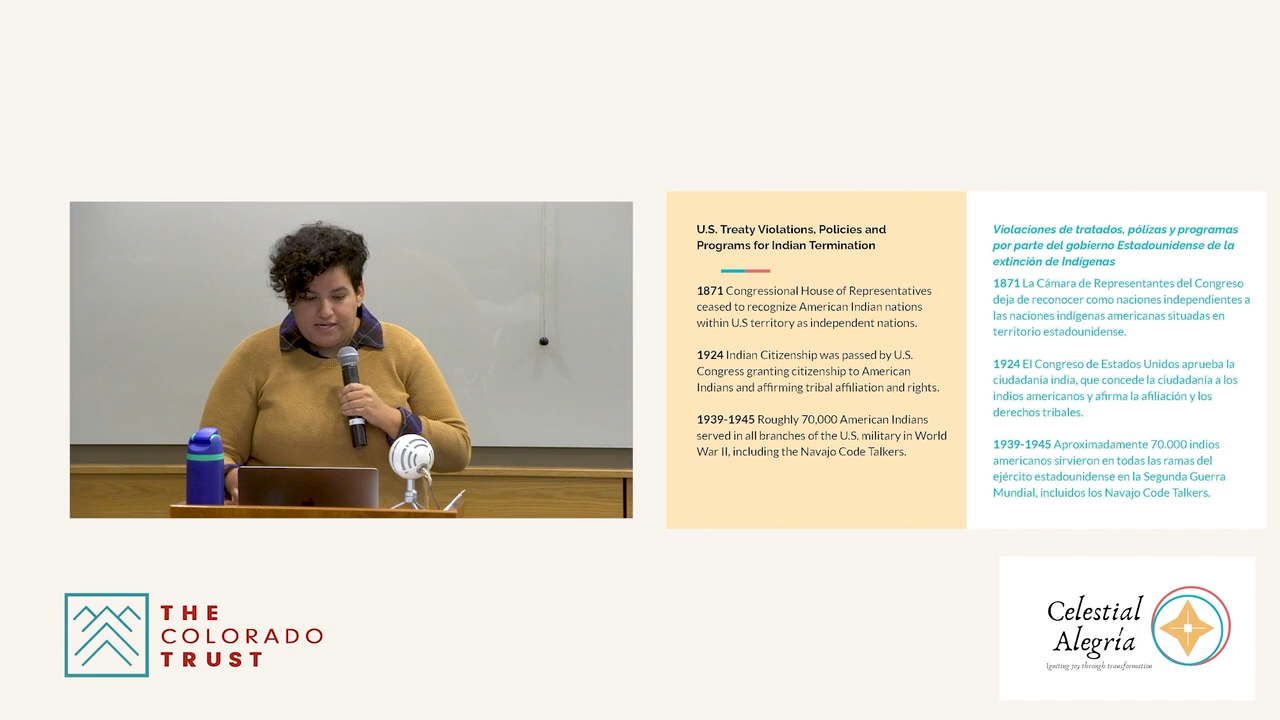 U.S. Treaty Violations, Policies and
Programs for Indian Termination
1871 Congressional House of Representatives
ceased to recognize American Indian nations
within U.S territory as independent nations.
1924 Indian Citizenship was passed by U.S.
Congress granting citizenship to American
Indians and affirming tribal affiliation and rights.
1939-1945 Roughly 70,000 American Indians
served in all branches of the U.S. military in World
War II, including the Navajo Code Talkers.
Violaciones de tratados, pólizas y programas
por parte del gobierno Estadounidense de la
extinción de Indígenas
1871 La Cámara de Representantes del Congreso
deja de reconocer como naciones independientes a
las naciones indígenas americanas situadas en
territorio estadounidense.
1924 El Congreso de Estados Unidos aprueba la
ciudadanía india, que concede la ciudadanía a los
indios americanos y afirma la afiliación y los
derechos tribales.
1939-1945 Aproximadamente 70.000 indios
americanos sirvieron en todas las ramas del
ejército estadounidense en la Segunda Guerra
Mundial, incluidos los Navajo Code Talkers.
THE
COLORADO
TRUST
Celestial
Alegría
Igniting joy through transformation